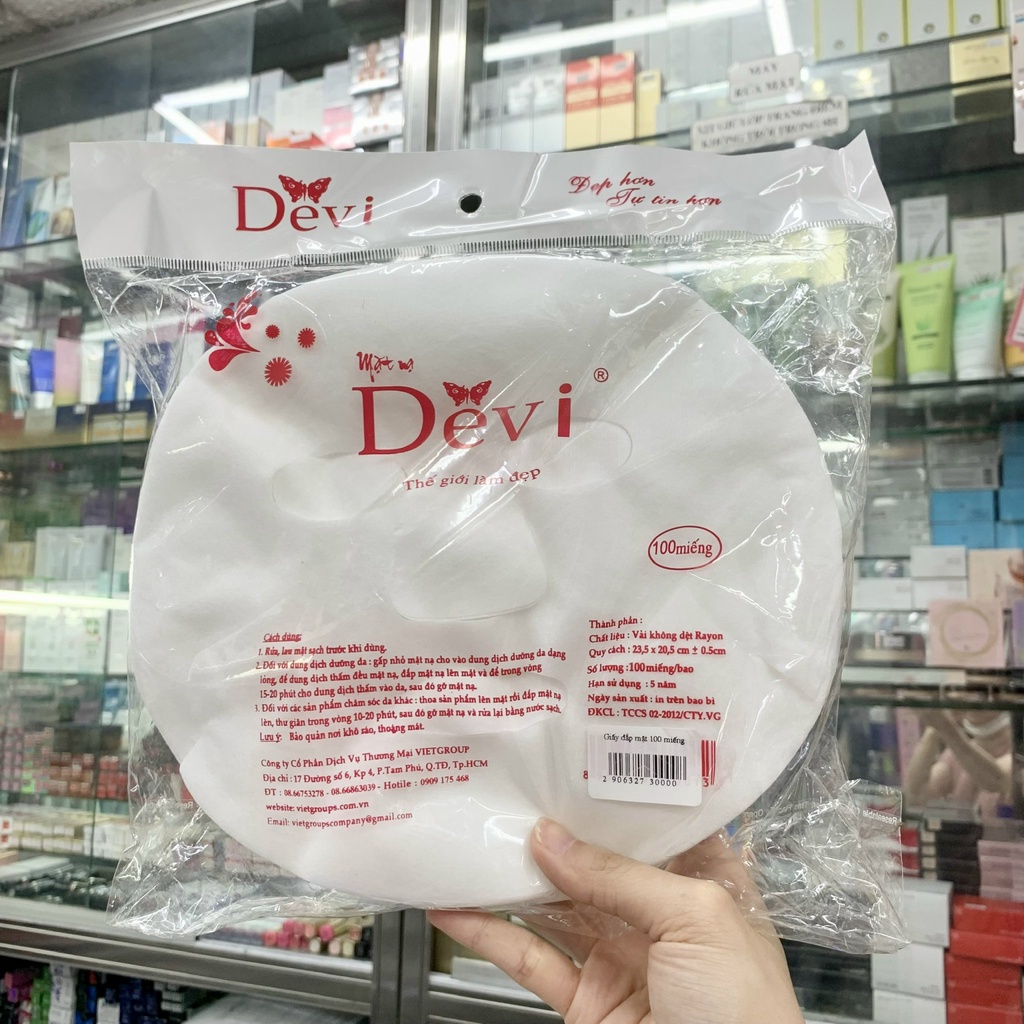 MÁY
RỬA MẶT
Devi
Đẹp hơn
Tự tin hơn
Mặt nạ
Devi®
Thế giới làm đẹp
100miếng
Cách dùng:
1. Rửa, lau mặt sạch trước khi dùng.
2. Đối với dung dịch dưỡng da : gấp nhỏ mặt nạ cho vào dung dịch dưỡng da dạng
lỏng, để dung dịch thấm đều mặt nạ, đắp mặt nạ lên mặt và để trong vòng
15-20 phút cho dung dịch thấm vào da, sau đó gỡ mặt nạ.
3. Đối với các sản phẩm chăm sóc da khác : thoa sản phẩm lên mặt rồi đắp mặt nạ
lên, thư giãn trong vòng 10-20 phút, sau đó gỡ mặt nạ và rửa lại bằng nước sạch.
Lưu ý: Bảo quản nơi khô ráo, thoáng mát.
Công ty Cổ Phần Dịch Vụ Thương Mại VIETGROUP
Địa chỉ : 17 Đường số 6, Kp 4, P.Tam Phú, Q.TĐ, Tp.HCM
ĐT : 08.66753278 - 08.66863039 - Hotile : 0909 175 468
website: vietgroups.com.vn
Email: vietgroupscompany@gmail.com
Thành phần :
Chất liệu : Vải không dệt Rayon
Quy cách : 23,5 x 20,5 cm ± 0.5cm
Số lượng :100miếng/bao
Hạn sử dụng : 5 năm
Ngày sản xuất : in trên bao bì
ĐKCL : TCCS 02-2012/CTY.VG
Giấy đắp mặt 100 miếng
2 906327 30000